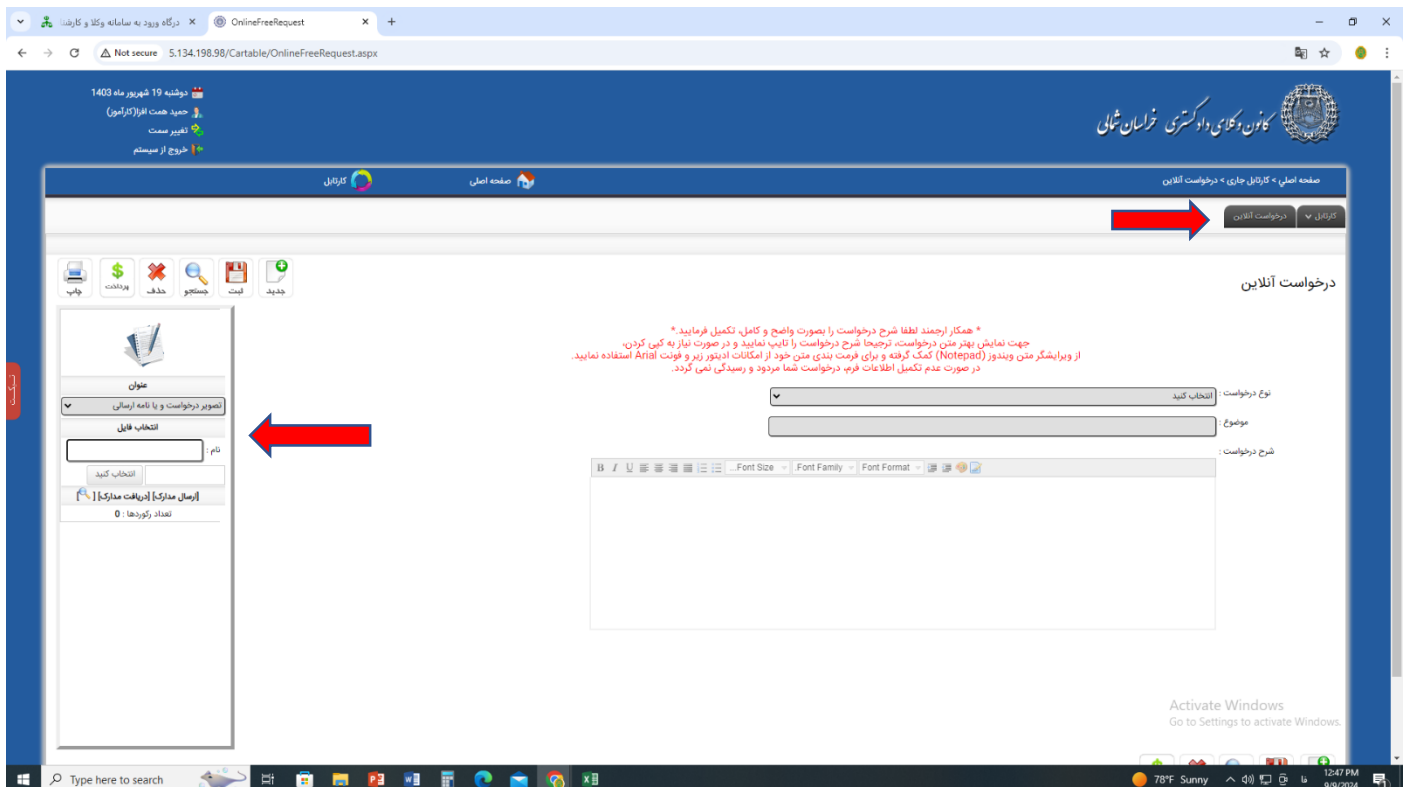 درگاه ورود به سامانه وکلا و کارشنا
OnlineFreeRequest
Not secure 5.134.198.98/Cartable/OnlineFreeRequest.aspx
دوشنبه 19 شهریور ماه 1403
حمید همت افزا(کارآموز)
تغییر سمت
خروج از سیستم
کانون وکلای دادگستری خراسان شمالی
صفحه اصلي > کارتابل جاری > درخواست آنلاین
صفحه اصلی
کارتابل
کارتابل
درخواست آنلاین
درخواست آنلاین
جدید
ثبت
جستجو
حذف
پرداخت
چاپ
* همکار ارجمند لطفا شرح درخواست را بصورت واضح و کامل، تکمیل فرمایید.*
جهت نمایش بهتر متن درخواست، ترجیحا شرح درخواست را تایپ نمایید و در صورت نیاز به کپی کردن،
از ویرایشگر متن ویندوز (Notepad) کمک گرفته و برای فرمت بندی متن خود از امکانات ادیتور زیر و فونت Arial استفاده نمایید.
در صورت عدم تکمیل اطلاعات فرم، درخواست شما مردود و رسیدگی نمی گردد.
نوع درخواست : انتخاب کنید
موضوع :
شرح درخواست :
B I U Font Size... Font Family. Font Format
عنوان
تصویر درخواست و یا نامه ارسالی
انتخاب فایل
نام :
انتخاب کنید
[ارسال مدارک] [دریافت مدارک] [ ]
تعداد رکوردها : 0
تیکت
Activate Windows
Go to Settings to activate Windows.
Type here to search
78°F Sunny
فا
12:47 PM
9/9/2024